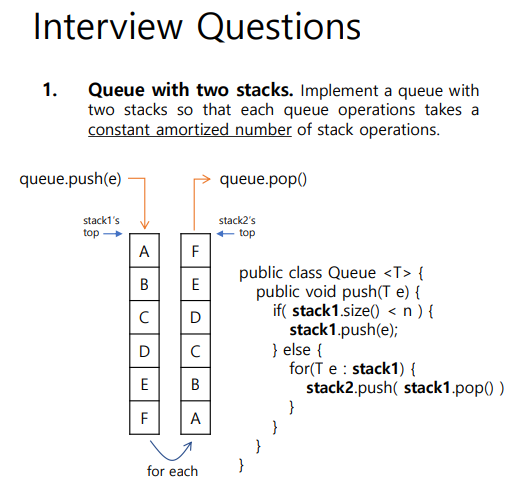 Interview Questions
1. Queue with two stacks. Implement a queue with
two stacks so that each queue operations takes a
constant amortized number of stack operations.
queue.push(e)
queue.pop()
stack1's
top
stack2's
top
A
B
C
D
E
F
F
E
D
C
B
A
for each
public class Queue <T> {
public void push(T e) {
if( stack1.size() < n ) {
stack1.push(e);
} else {
for(T e : stack1) {
stack2.push( stack1.pop() )
}
}
}
}